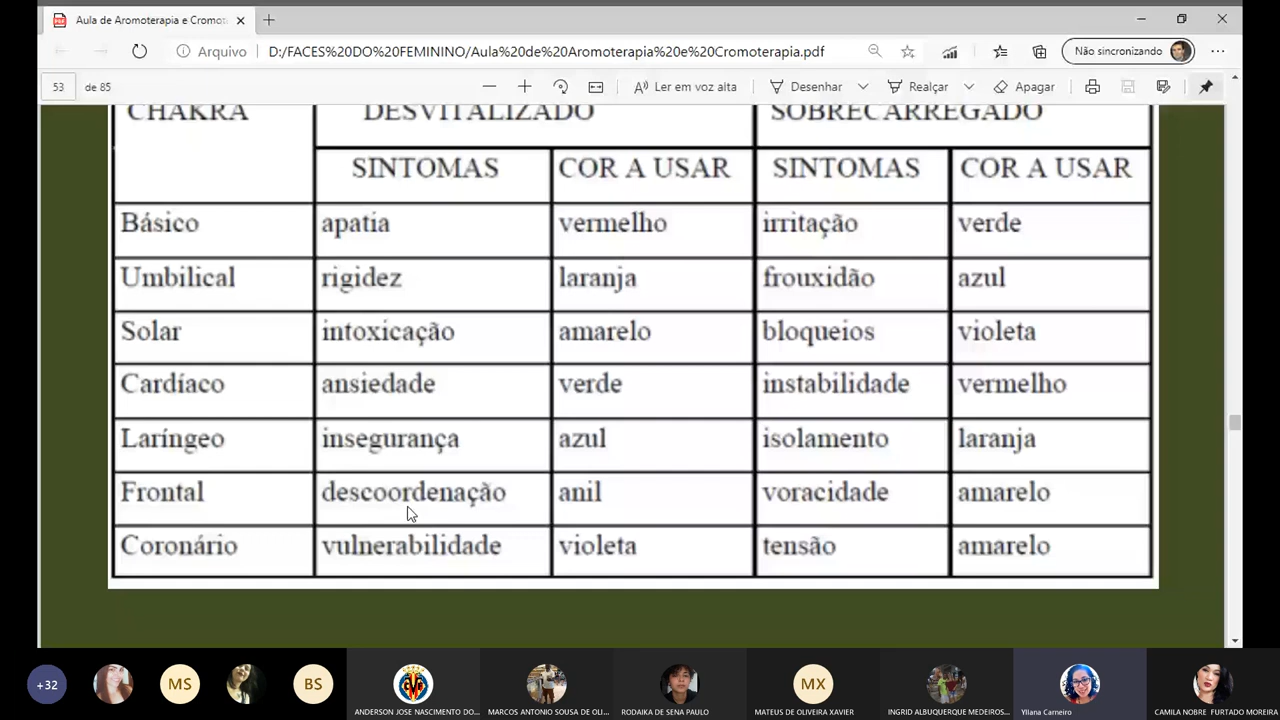 Aula de Aromoterapia e Cromot
Arquivo D:/FACES%20DO%20FEMININO/Aula%20de%20Aromoterapia%20e%20Cromoterapia.pdf Não sincronizando
53 de 85 Ler em voz alta Desenhar Realçar Apagar
CHAKRA DESVITALIZADO SOBRECARREGADO
SINTOMAS COR A USAR SINTOMAS COR A USAR
Básico apatia vermelho irritação verde
Umbilical rigidez laranja frouxidão azul
Solar intoxicação amarelo bloqueios violeta
Cardíaco ansiedade verde instabilidade vermelho
Laríngeo insegurança azul isolamento laranja
Frontal descoordenação anil voracidade amarelo
Coronário vulnerabilidade violeta tensão amarelo
+32 MS BS MX
ANDERSON JOSE NASCIMENTO DO... MARCOS ANTONIO SOUSA DE OLI... RODAIKA DE SENA PAULO MATEUS DE OLIVEIRA XAVIER INGRID ALBUQUERQUE MEDEIROS... Yllana Carneiro CAMILA NOBRE FURTADO MOREIRA